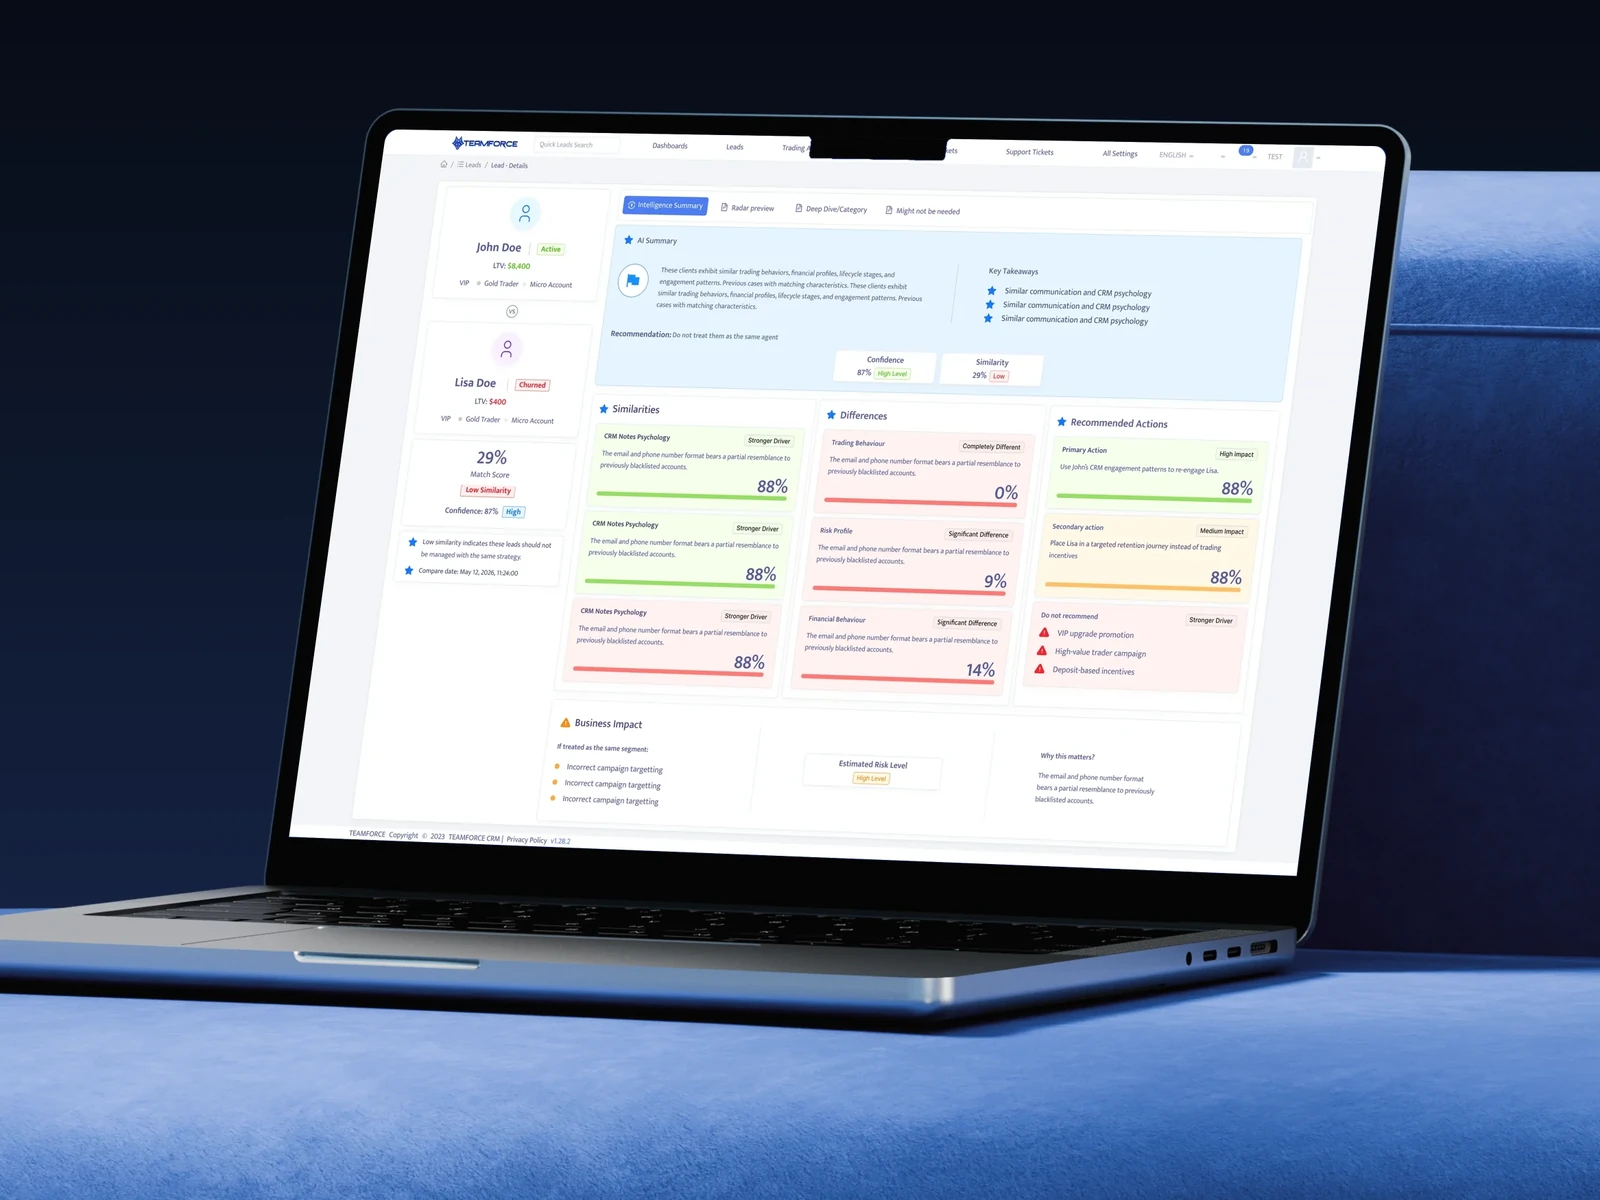 TEAMFORCE
Quick Leads Search
Dashboards
Leads
Trading A
kets
Support Tickets
All Settings
ENGLISH
19
TEST
/ Leads / Lead - Details
John Doe
Active
LTV: $8,400
VIP Gold Trader Micro Account
VS
Lisa Doe
Churned
LTV: $400
VIP Gold Trader Micro Account
29%
Match Score
Low Similarity
Confidence: 87% High
Low similarity indicates these leads should not
be managed with the same strategy.
Compare date: May 12, 2026, 11:24:00
Intelligence Summary
Radar preview
Deep Dive/Category
Might not be needed
AI Summary
These clients exhibit similar trading behaviors, financial profiles, lifecycle stages, and
engagement patterns. Previous cases with matching characteristics. These clients exhibit
similar trading behaviors, financial profiles, lifecycle stages, and engagement patterns. Previous
cases with matching characteristics.
Recommendation: Do not treat them as the same agent
Key Takeaways
Similar communication and CRM psychology
Similar communication and CRM psychology
Similar communication and CRM psychology
Confidence
87% High Level
Similarity
29% Low
Similarities
CRM Notes Psychology
Stronger Driver
The email and phone number format bears a partial resemblance to
previously blacklisted accounts.
88%
CRM Notes Psychology
Stronger Driver
The email and phone number format bears a partial resemblance to
previously blacklisted accounts.
88%
CRM Notes Psychology
Stronger Driver
The email and phone number format bears a partial resemblance to
previously blacklisted accounts.
88%
Differences
Trading Behaviour
Completely Different
The email and phone number format bears a partial resemblance to
previously blacklisted accounts.
0%
Risk Profile
Significant Difference
The email and phone number format bears a partial resemblance to
previously blacklisted accounts.
9%
Financial Behaviour
Significant Difference
The email and phone number format bears a partial resemblance to
previously blacklisted accounts.
14%
Recommended Actions
Primary Action
High impact
Use John's CRM engagement patterns to re-engage Lisa.
88%
Secondary action
Medium Impact
Place Lisa in a targeted retention journey instead of trading
incentives
88%
Do not recommend
Stronger Driver
VIP upgrade promotion
High-value trader campaign
Deposit-based incentives
Business Impact
If treated as the same segment:
Incorrect campaign targetting
Incorrect campaign targetting
Incorrect campaign targetting
Estimated Risk Level
High Level
Why this matters?
The email and phone number format
bears a partial resemblance to previously
blacklisted accounts.
TEAMFORCE Copyright © 2023 TEAMFORCE CRM | Privacy Policy v1.28.2